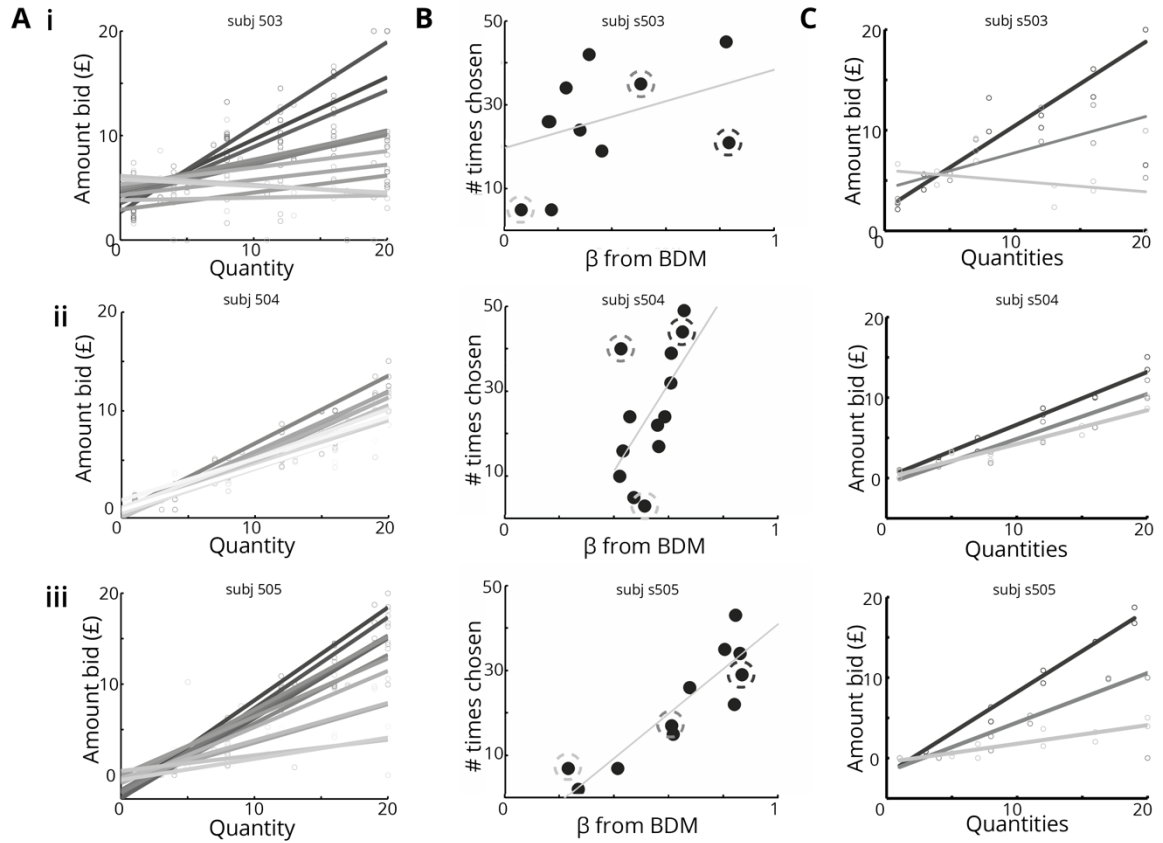 A i subj 503 B subj s503 C subj s503
Amount bid (£)
20
10
0
0 10 20
Quantity
# times chosen
50
30
10
0 1
β from BDM
Amount bid (£)
20
10
0
0 10 20
Quantities
ii subj 504 subj s504 subj s504
Amount bid (£)
20
10
0
0 10 20
Quantity
# times chosen
50
30
10
0 1
β from BDM
Amount bid (£)
20
10
0
0 10 20
Quantities
iii subj 505 subj s505 subj s505
Amount bid (£)
20
10
0
0 10 20
Quantity
# times chosen
50
30
10
0 1
β from BDM
Amount bid (£)
20
10
0
0 10 20
Quantities